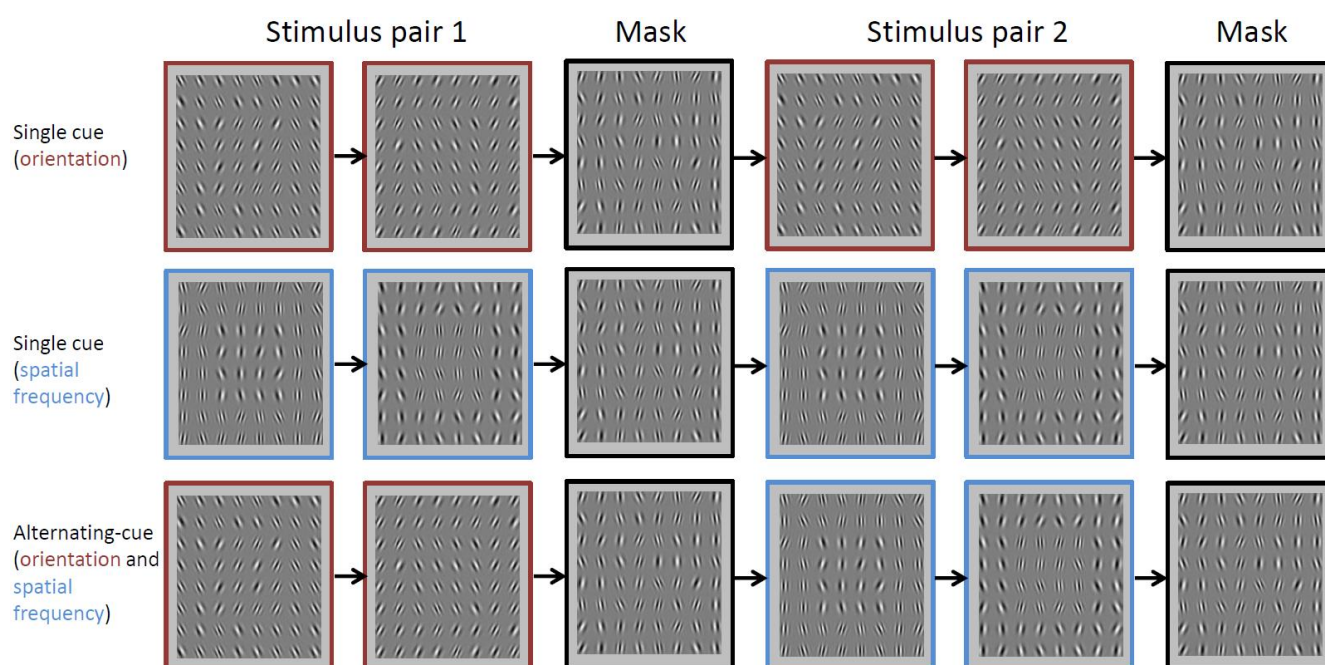 Stimulus pair 1
Mask
Stimulus pair 2
Mask
Single cue
(orientation)
Single cue
(spatial
frequency)
Alternating-cue
(orientation and
spatial
frequency)